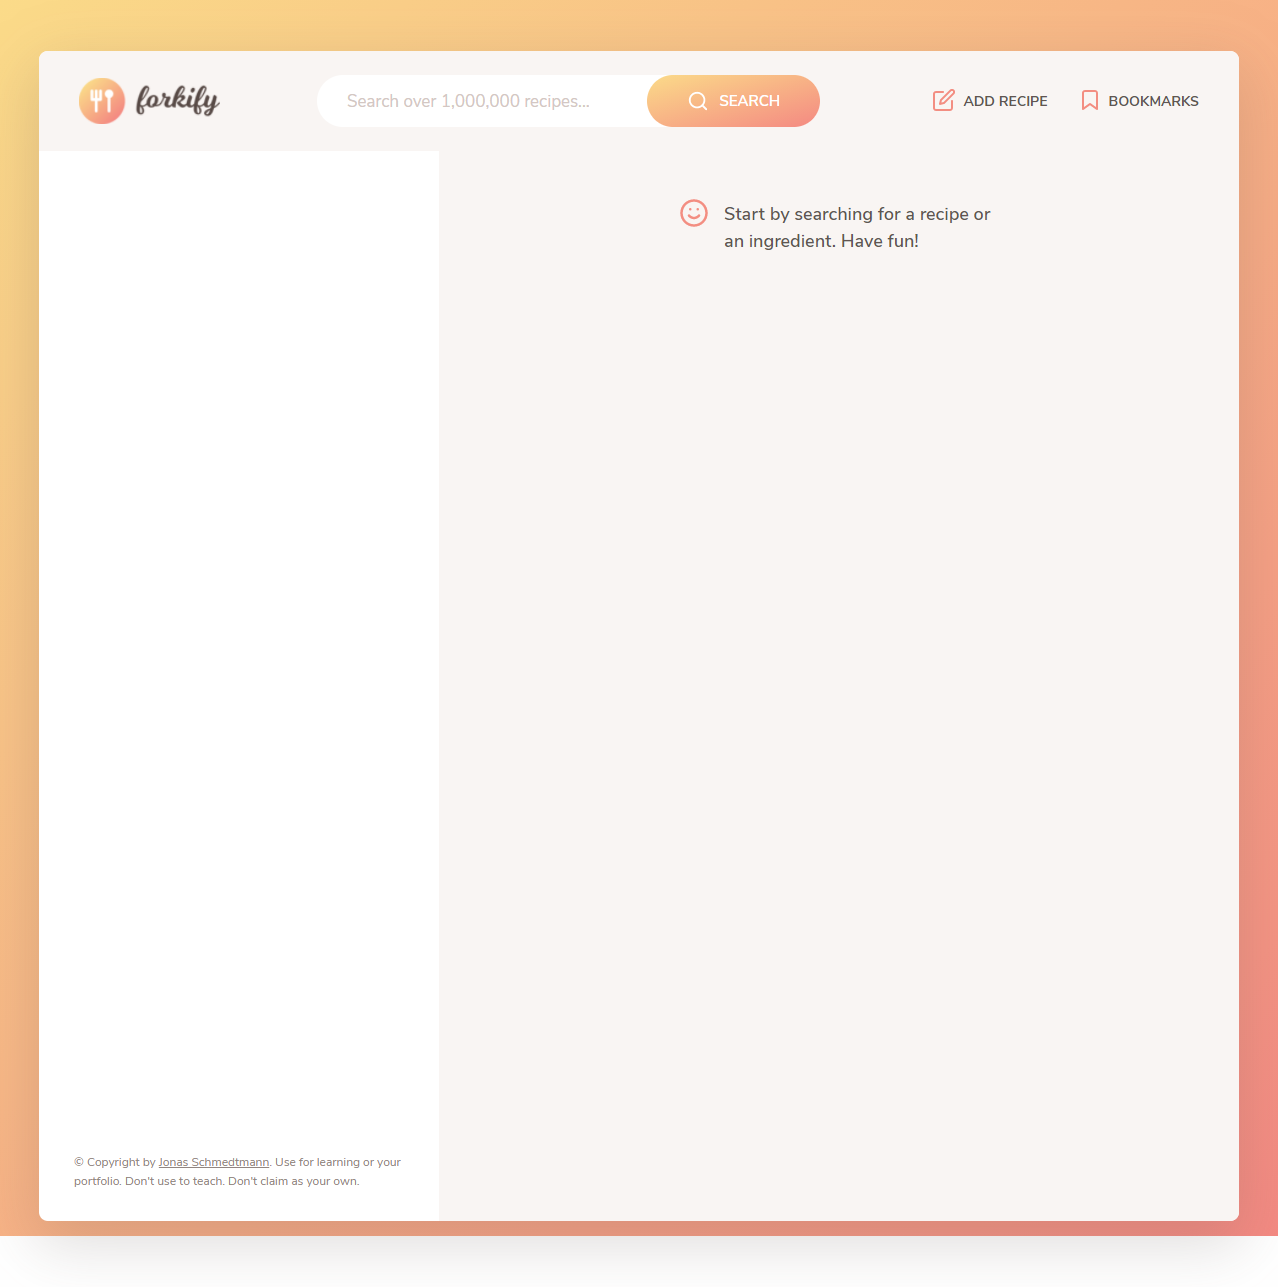 forkify
Search over 1,000,000 recipes...
SEARCH
ADD RECIPE
BOOKMARKS
Start by searching for a recipe or
an ingredient. Have fun!
© Copyright by Jonas Schmedtmann. Use for learning or your
portfolio. Don't use to teach. Don't claim as your own.